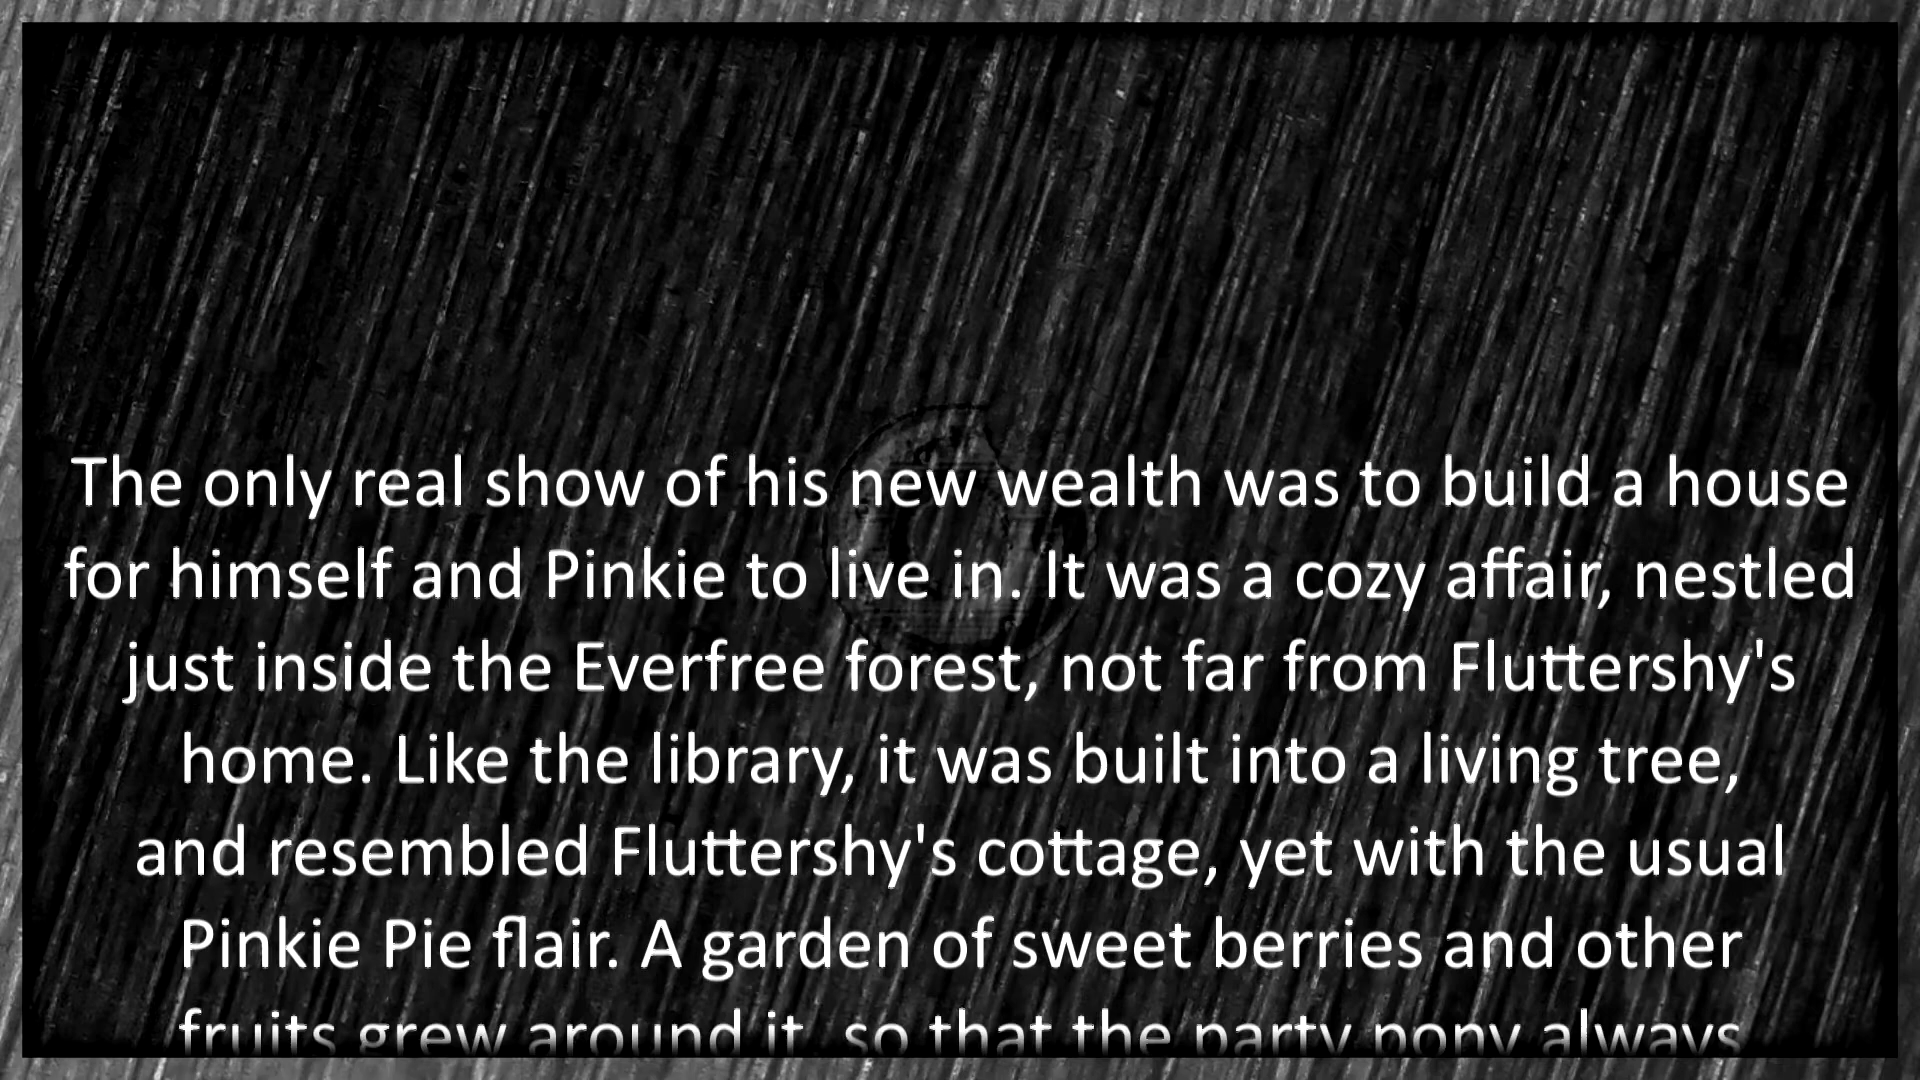 The only real show of his new wealth was to build a house
for himself and Pinkie to live in. It was a cozy affair, nestled
just inside the Everfree forest, not far from Fluttershy's
home. Like the library, it was built into a living tree,
and resembled Fluttershy's cottage, yet with the usual
Pinkie Pie flair. A garden of sweet berries and other
fruits grew around it, so that the party pony always